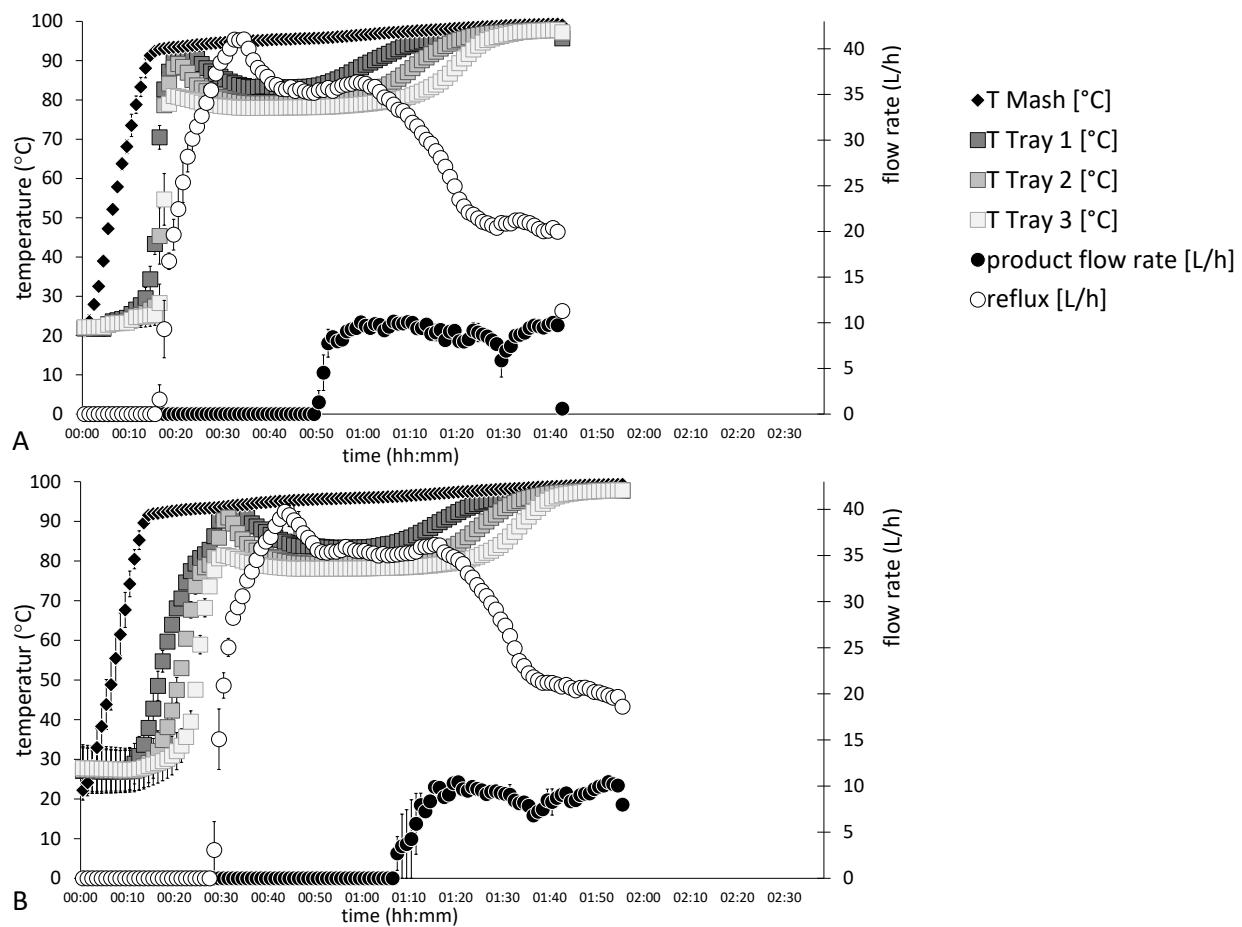 100
90
80
70
60
50
40
30
20
10
0
temperature (°C)
40
35
30
25
20
15
10
5
0
flow rate (L/h)
00:00 00:10 00:20 00:30 00:40 00:50 01:00 01:10 01:20 01:30 01:40 01:50 02:00 02:10 02:20 02:30
time (hh:mm)
A
T Mash [°C]
T Tray 1 [°C]
T Tray 2 [°C]
T Tray 3 [°C]
product flow rate [L/h]
reflux [L/h]
100
90
80
70
60
50
40
30
20
10
0
temperatur (°C)
40
35
30
25
20
15
10
5
0
flow rate (L/h)
00:00 00:10 00:20 00:30 00:40 00:50 01:00 01:10 01:20 01:30 01:40 01:50 02:00 02:10 02:20 02:30
time (hh:mm)
B